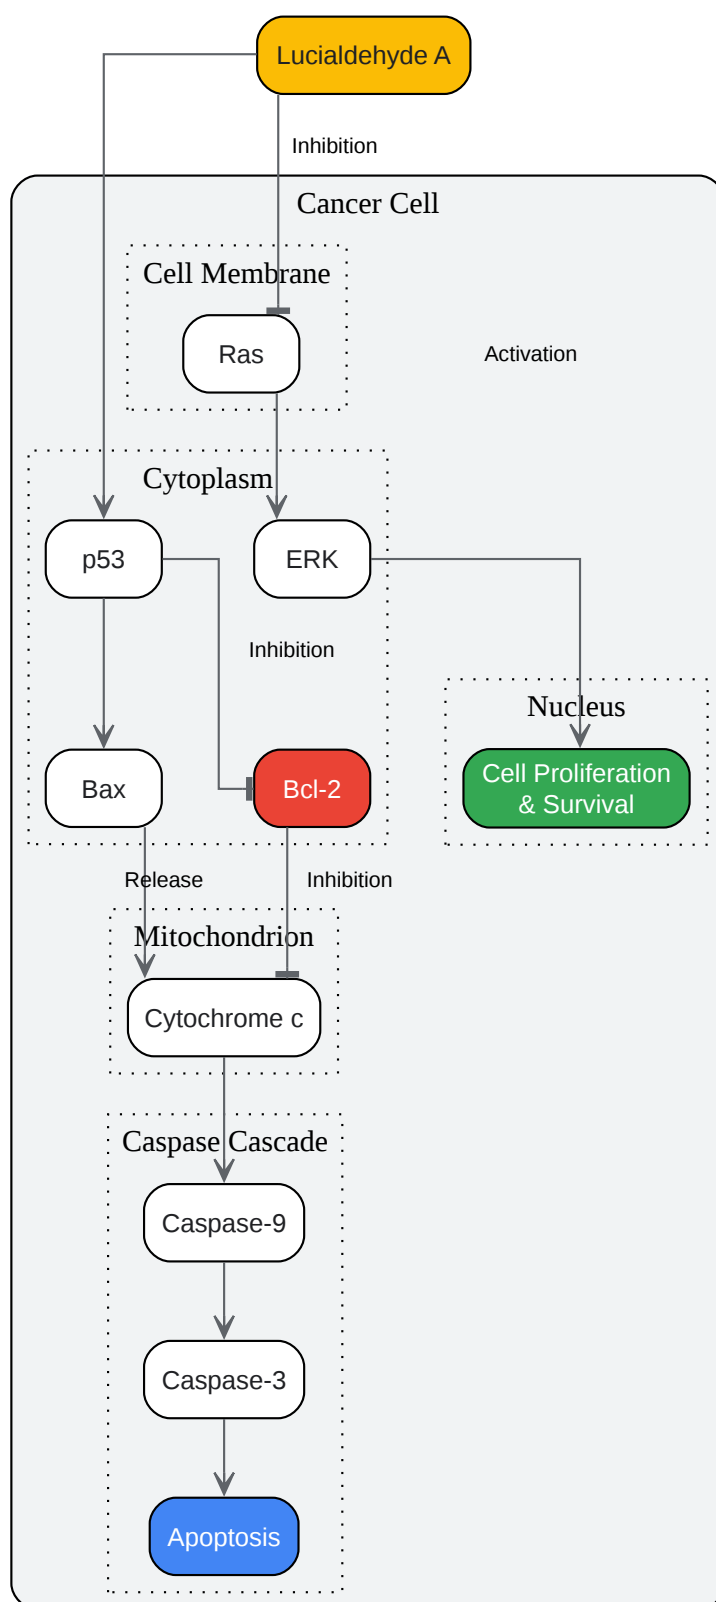 Lucialdehyde A
Inhibition
Cancer Cell
Cell Membrane
Ras
Activation
Cytoplasm
p53
ERK
Inhibition
Nucleus
Bax
Bcl-2
Cell Proliferation
& Survival
Release
Inhibition
Mitochondrion
Cytochrome c
Caspase Cascade
Caspase-9
Caspase-3
Apoptosis